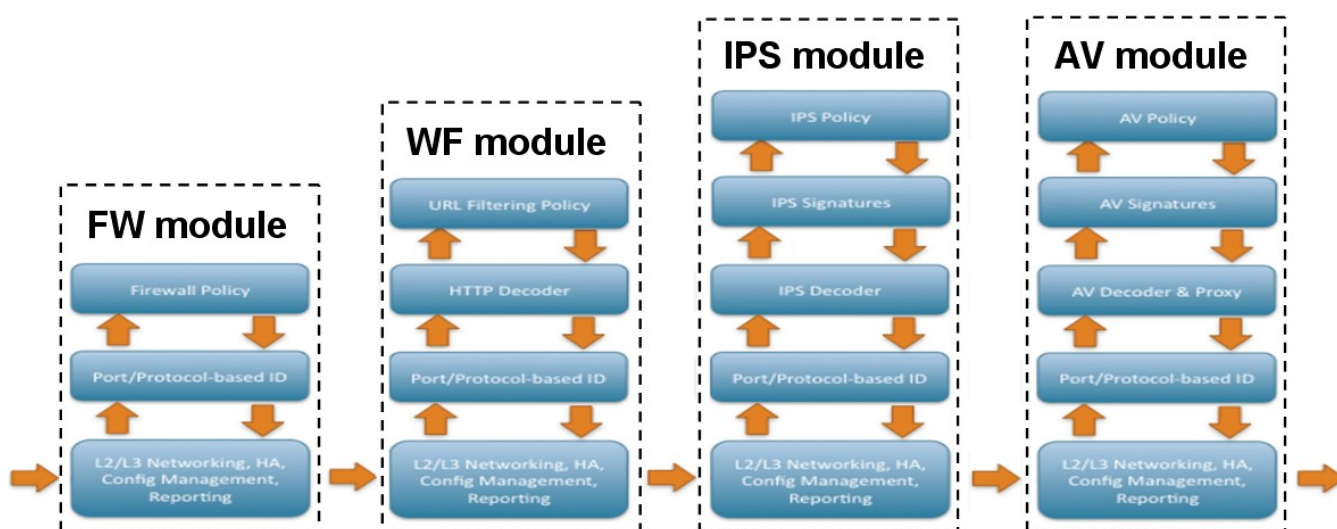 FW module
Firewall Policy
Port/Protocol-based ID
L2/L3 Networking, HA,
Config Management,
Reporting
WF module
URL Filtering Policy
HTTP Decoder
Port/Protocol-based ID
L2/L3 Networking, HA,
Config Management,
Reporting
IPS module
IPS Policy
IPS Signatures
IPS Decoder
Port/Protocol-based ID
L2/L3 Networking, HA,
Config Management,
Reporting
AV module
AV Policy
AV Signatures
AV Decoder & Proxy
Port/Protocol-based ID
L2/L3 Networking, HA,
Config Management,
Reporting